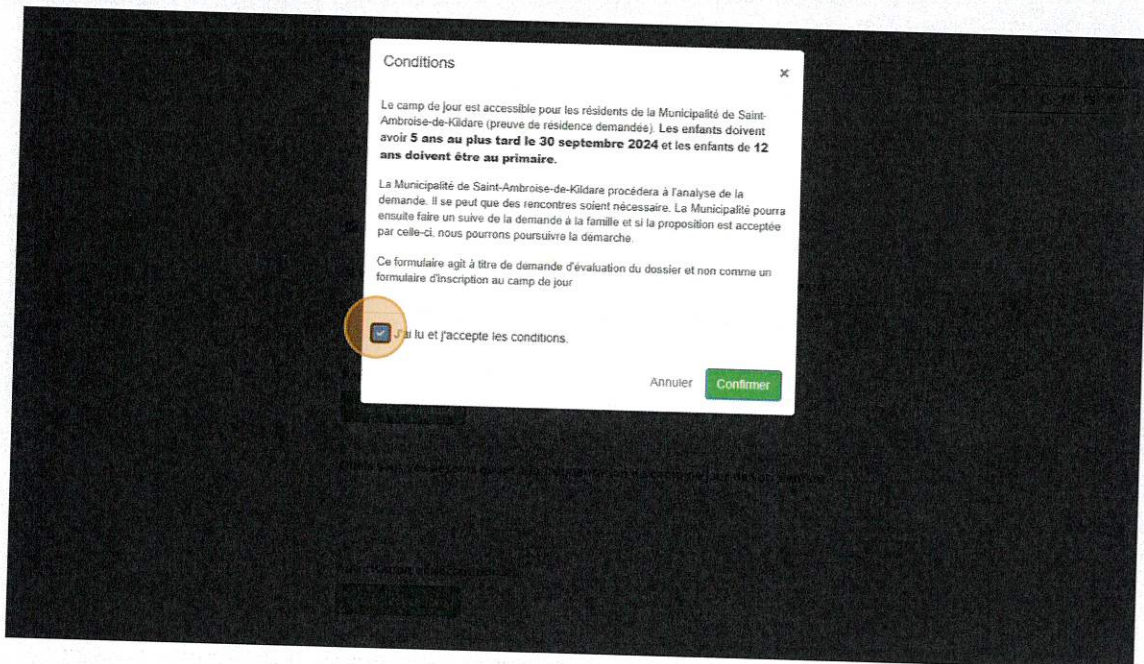 Conditions ×
Le camp de jour est accessible pour les résidents de la Municipalité de Saint-
Ambroise-de-Kildare (preuve de résidence demandée). Les enfants doivent
avoir 5 ans au plus tard le 30 septembre 2024 et les enfants de 12
ans doivent être au primaire.
La Municipalité de Saint-Ambroise-de-Kildare procédera à l'analyse de la
demande. Il se peut que des rencontres soient nécessaire. La Municipalité pourra
ensuite faire un suive de la demande à la famille et si la proposition est acceptée
par celle-ci, nous pourrons poursuivre la démarche.
Ce formulaire agit à titre de demande d'évaluation du dossier et non comme un
formulaire d'inscription au camp de jour
J'ai lu et j'accepte les conditions.
Annuler Confirmer